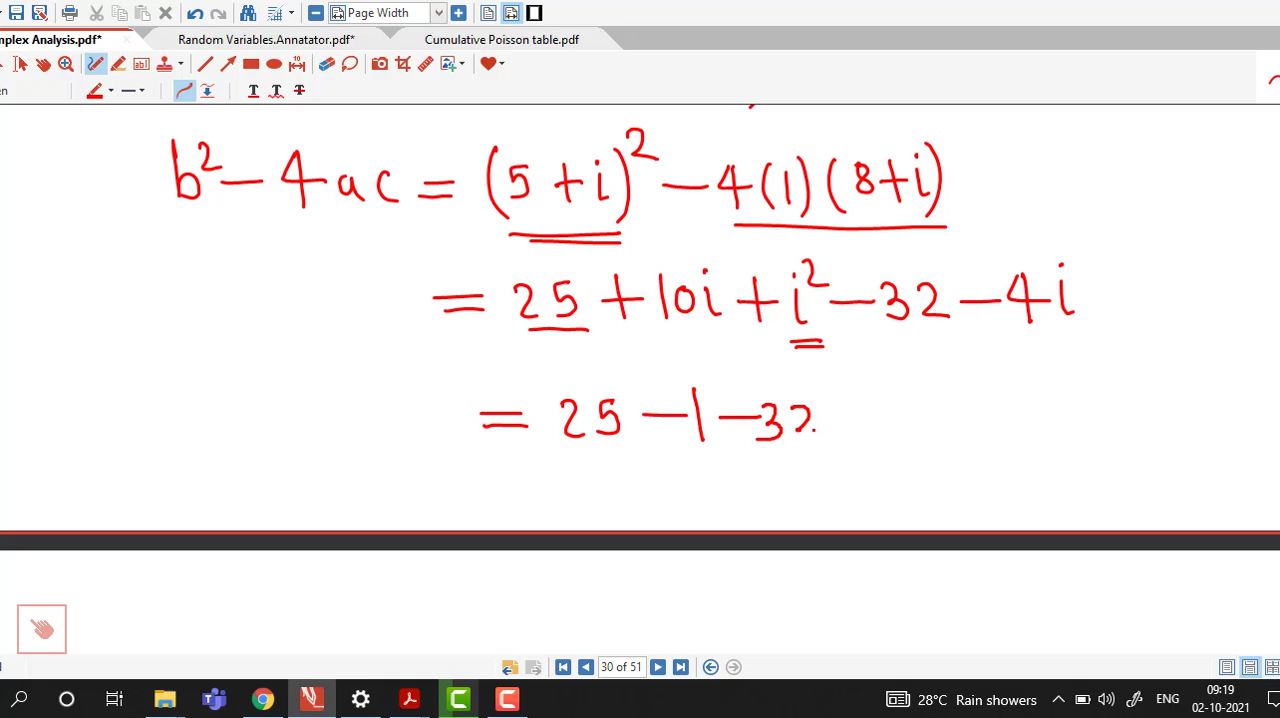 Page Width
mplex Analysis.pdf* Random Variables.Annatator.pdf* Cumulative Poisson table.pdf
b² - 4ac = (5 + i)² - 4(1)(8+i)
= 25 + 10i + i² - 32 - 4i
= 25 - 1 - 32
30 of 51
28°C Rain showers ENG 09:19
02-10-2021